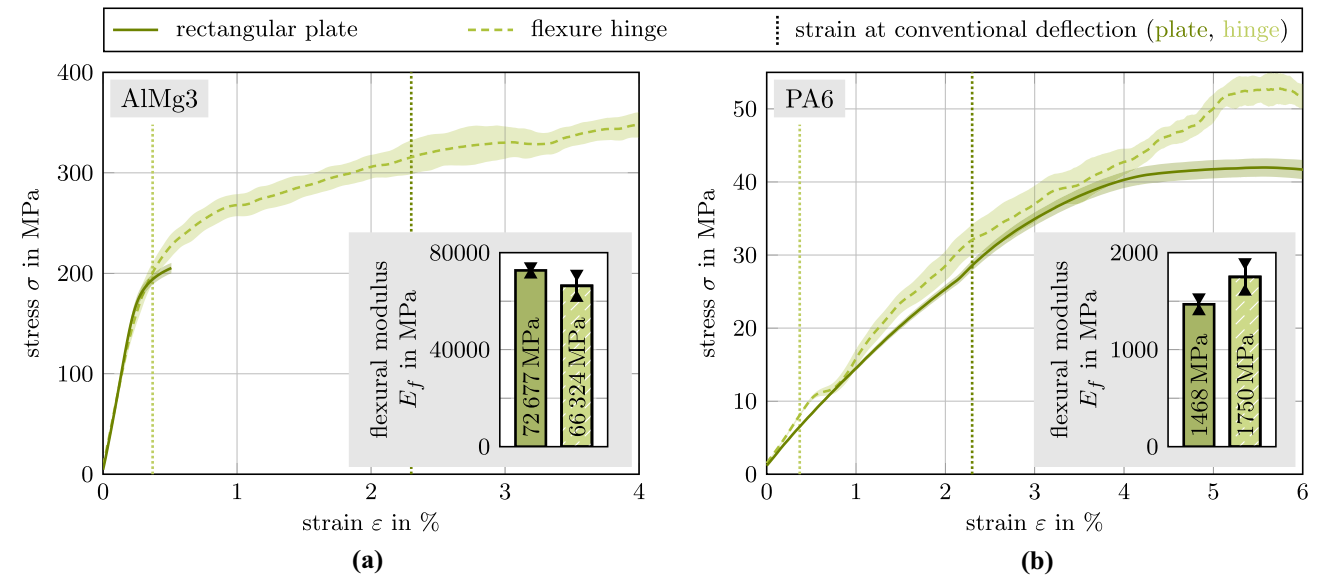 rectangular plate flexure hinge strain at conventional deflection (plate, hinge)
AlMg3
400
300
200
100
0
stress σ in MPa
0 1 2 3 4
strain ε in %
flexural modulus
E_f in MPa
80000
40000
0
72 677 MPa
66 324 MPa
(a)
PA6
50
40
30
20
10
0
stress σ in MPa
0 1 2 3 4 5 6
strain ε in %
flexural modulus
E_f in MPa
2000
1000
0
1468 MPa
1750 MPa
(b)